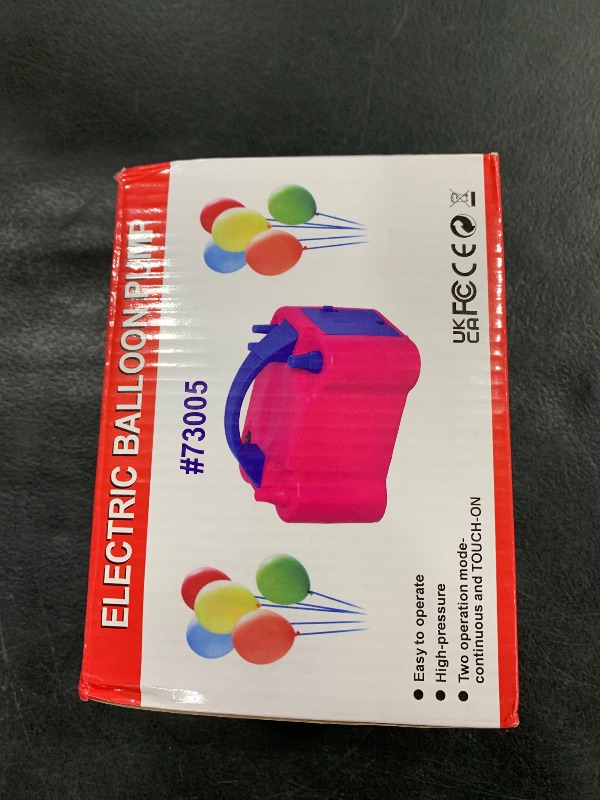 ELECTRIC BALLOON PUMP
#73005
● Easy to operate
● High-pressure
● Two operation mode-
continuous and TOUCH-ON
UK
CA
FC CE